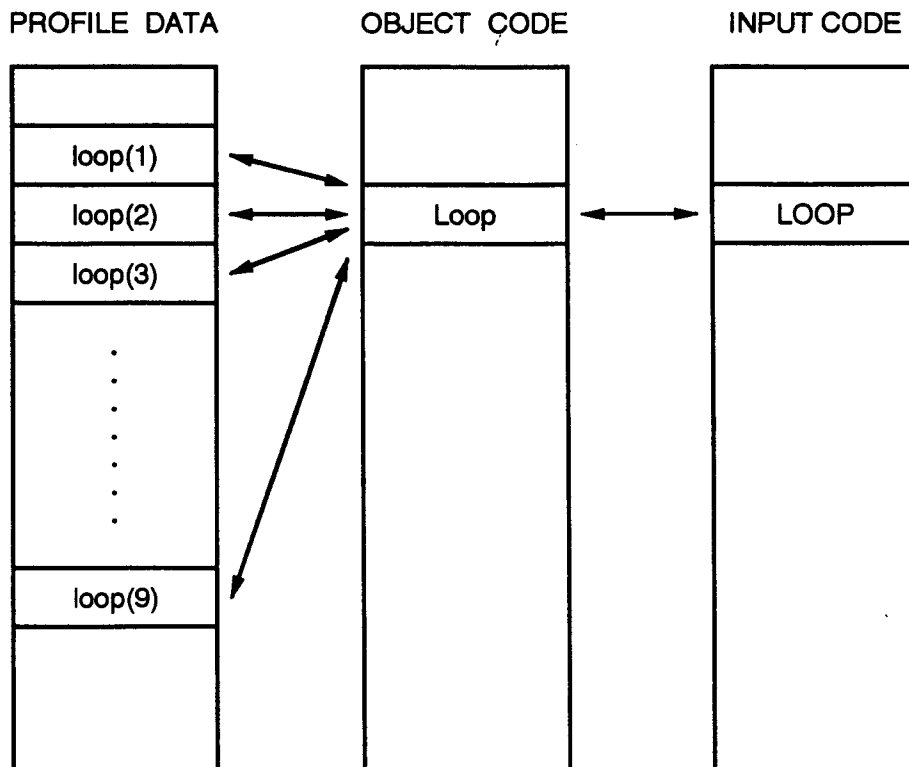 PROFILE DATA OBJECT CODE INPUT CODE
loop(1)
loop(2) Loop LOOP
loop(3)
loop(9)